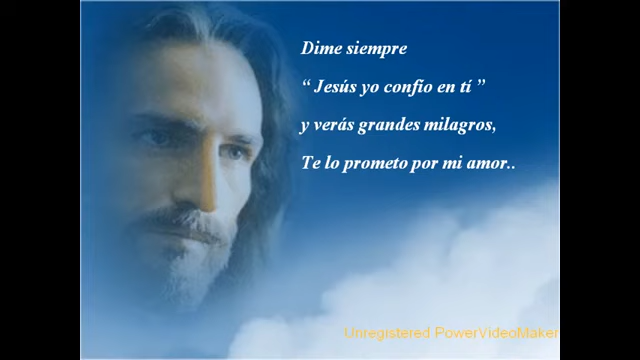 Dime siempre
“ Jesús yo confío en tí ”
y verás grandes milagros,
Te lo prometo por mi amor..
Unregistered PowerVideoMaker